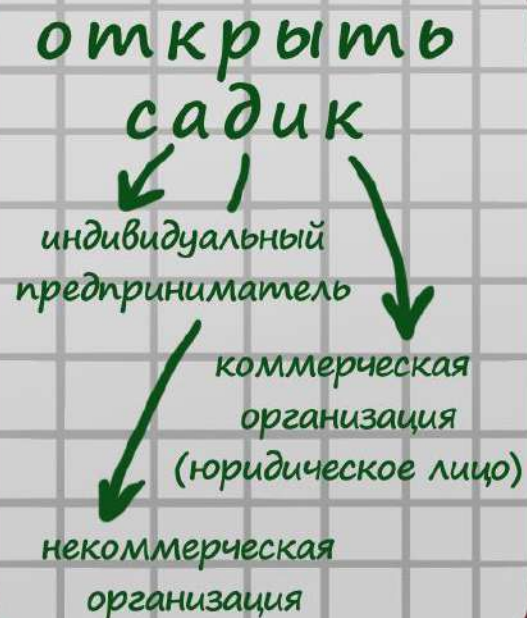 открыть
садик
индивидуальный
предприниматель
коммерческая
организация
(юридическое лицо)
некоммерческая
организация